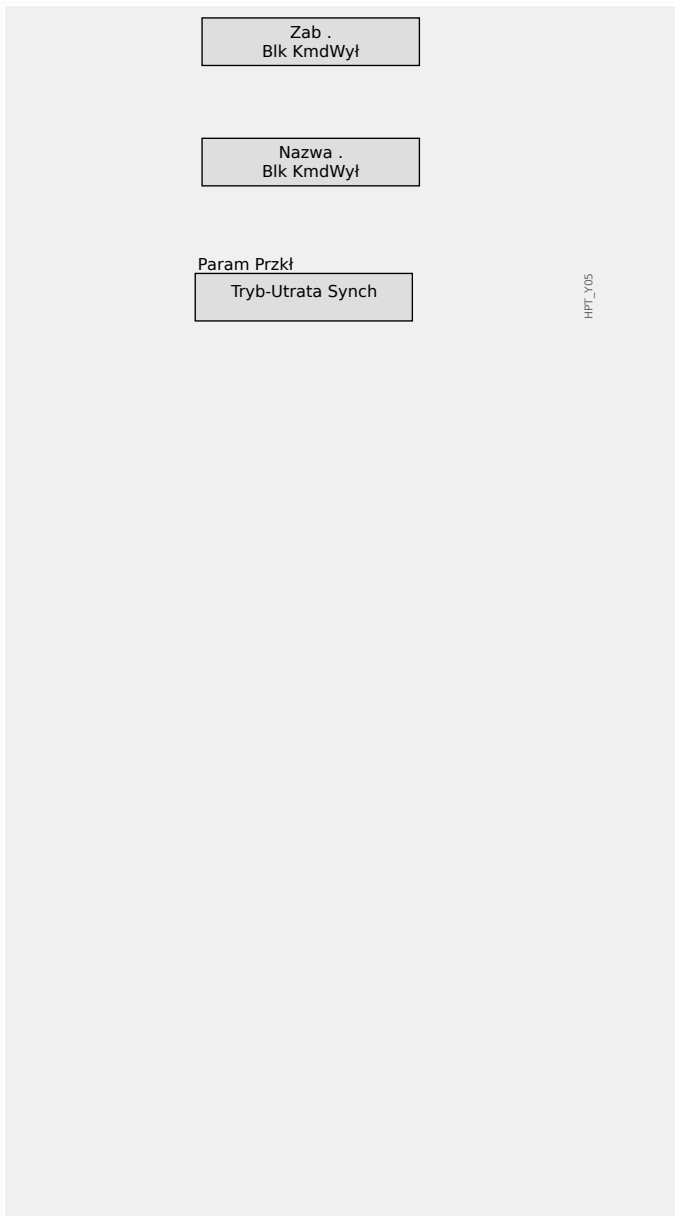 Zab .
Blk KmdWył
Nazwa .
Blk KmdWył
Param Przkł
Tryb-Utrata Synch
HPT_Y05